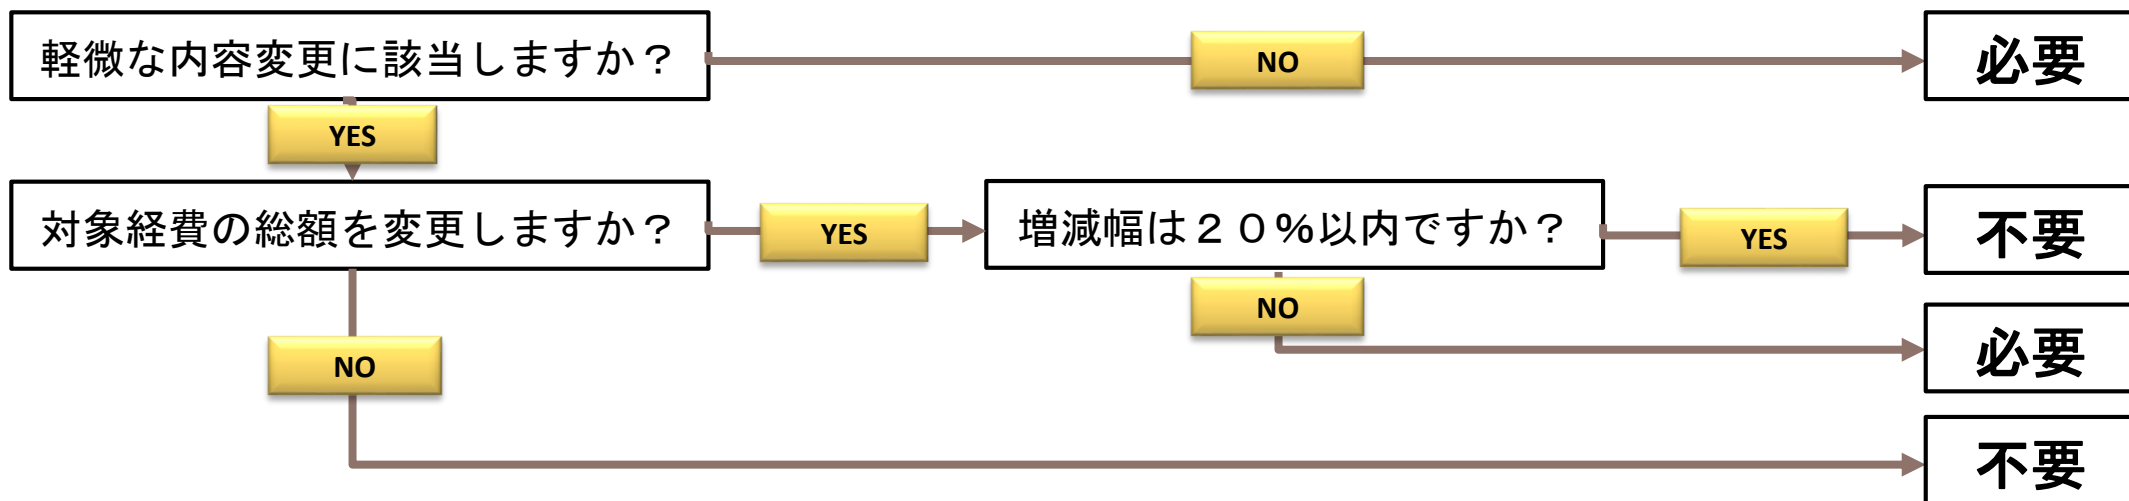 軽微な内容変更に該当しますか？
NO
必要
YES
対象経費の総額を変更しますか？
YES
増減幅は２０％以内ですか？
YES
不要
NO
必要
NO
不要